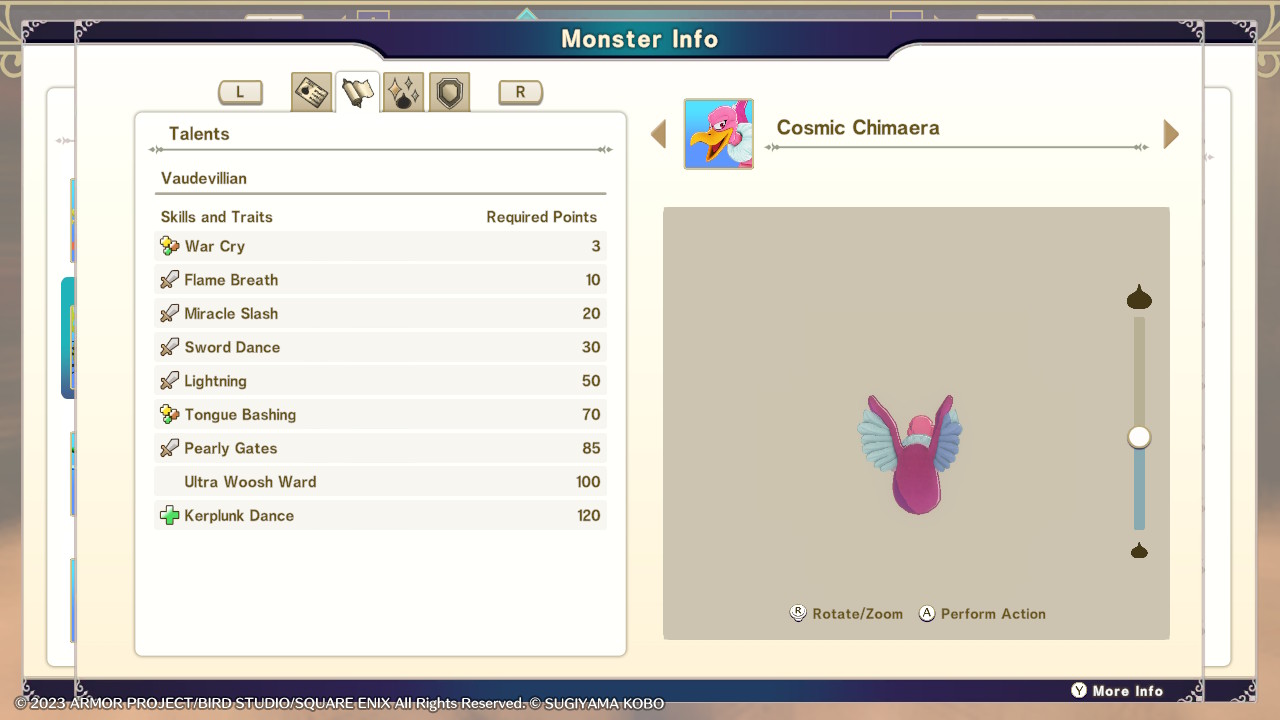 Monster Info
L
R
Talents
Vaudevillian
Skills and Traits Required Points
War Cry 3
Flame Breath 10
Miracle Slash 20
Sword Dance 30
Lightning 50
Tongue Bashing 70
Pearly Gates 85
Ultra Woosh Ward 100
Kerplunk Dance 120
Cosmic Chimaera
R Rotate/Zoom A Perform Action
Y More Info
© 2023 ARMOR PROJECT/BIRD STUDIO/SQUARE ENIX All Rights Reserved. © SUGIYAMA KOBO